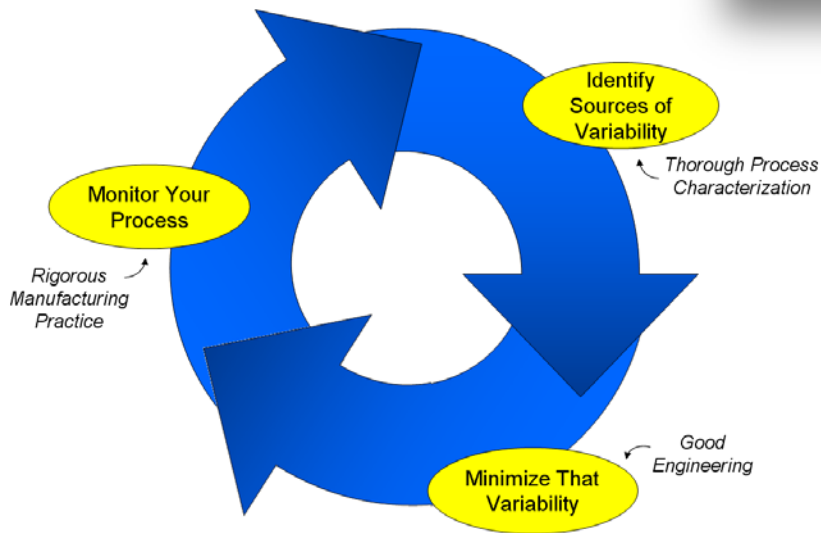 Identify
Sources of
Variability
Thorough Process
Characterization
Monitor Your
Process
Rigorous
Manufacturing
Practice
Good
Engineering
Minimize That
Variability